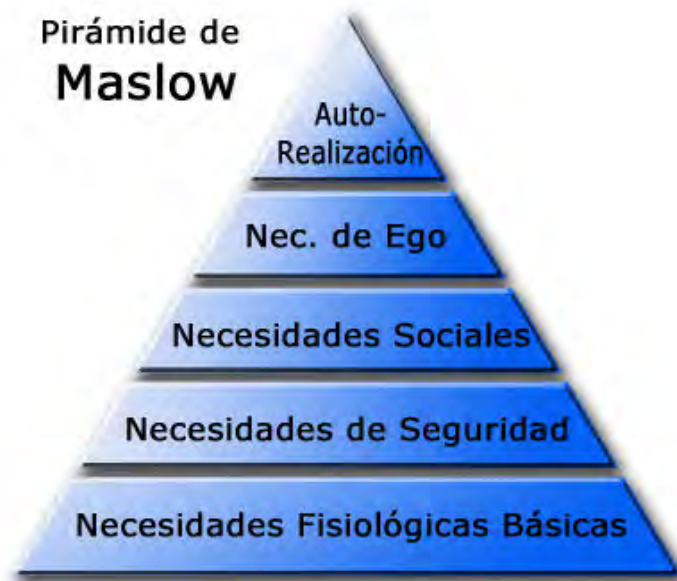 Pirámide de
Maslow
Auto-
Realización
Nec. de Ego
Necesidades Sociales
Necesidades de Seguridad
Necesidades Fisiológicas Básicas